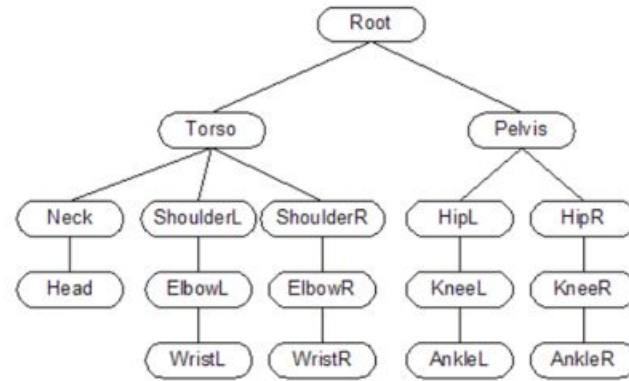 Root
Torso Pelvis
Neck ShoulderL ShoulderR HipL HipR
Head ElbowL ElbowR KneeL KneeR
WristL WristR AnkleL AnkleR